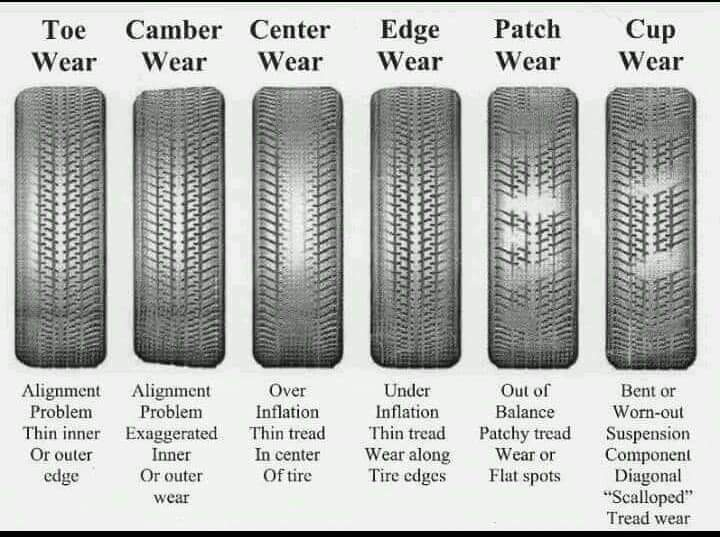 Toe
Wear
Camber
Wear
Center
Wear
Edge
Wear
Patch
Wear
Cup
Wear
Alignment
Problem
Thin inner
Or outer
edge
Alignment
Problem
Exaggerated
Inner
Or outer
wear
Over
Inflation
Thin tread
In center
Of tire
Under
Inflation
Thin tread
Wear along
Tire edges
Out of
Balance
Patchy tread
Wear or
Flat spots
Bent or
Worn-out
Suspension
Component
Diagonal
“Scalloped”
Tread wear